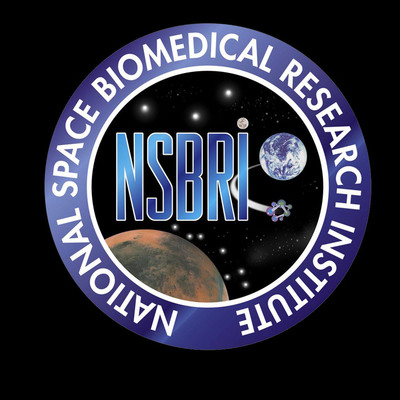 NATIONAL SPACE BIOMEDICAL RESEARCH INSTITUTE
NSBRI